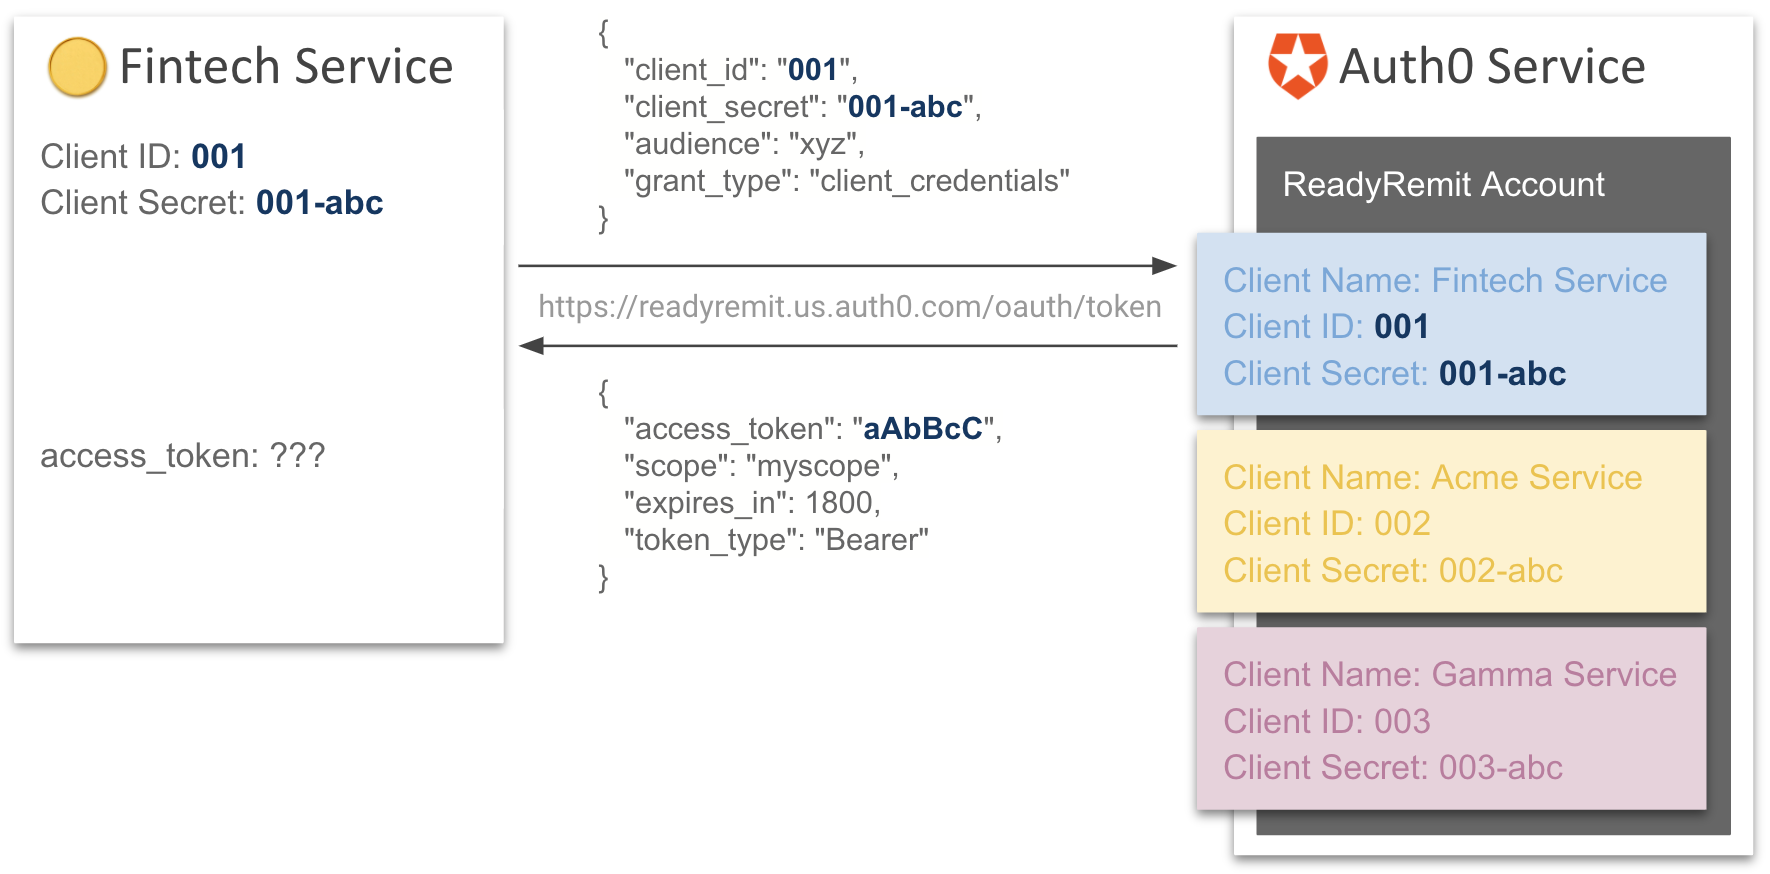 Fintech Service
Client ID: 001
Client Secret: 001-abc
access_token: ???
{
"client_id": "001",
"client_secret": "001-abc",
"audience": "xyz",
"grant_type": "client_credentials"
}
https://readyremit.us.auth0.com/oauth/token
{
"access_token": "aAbBcC",
"scope": "myscope",
"expires_in": 1800,
"token_type": "Bearer"
}
Auth0 Service
ReadyRemit Account
Client Name: Fintech Service
Client ID: 001
Client Secret: 001-abc
Client Name: Acme Service
Client ID: 002
Client Secret: 002-abc
Client Name: Gamma Service
Client ID: 003
Client Secret: 003-abc